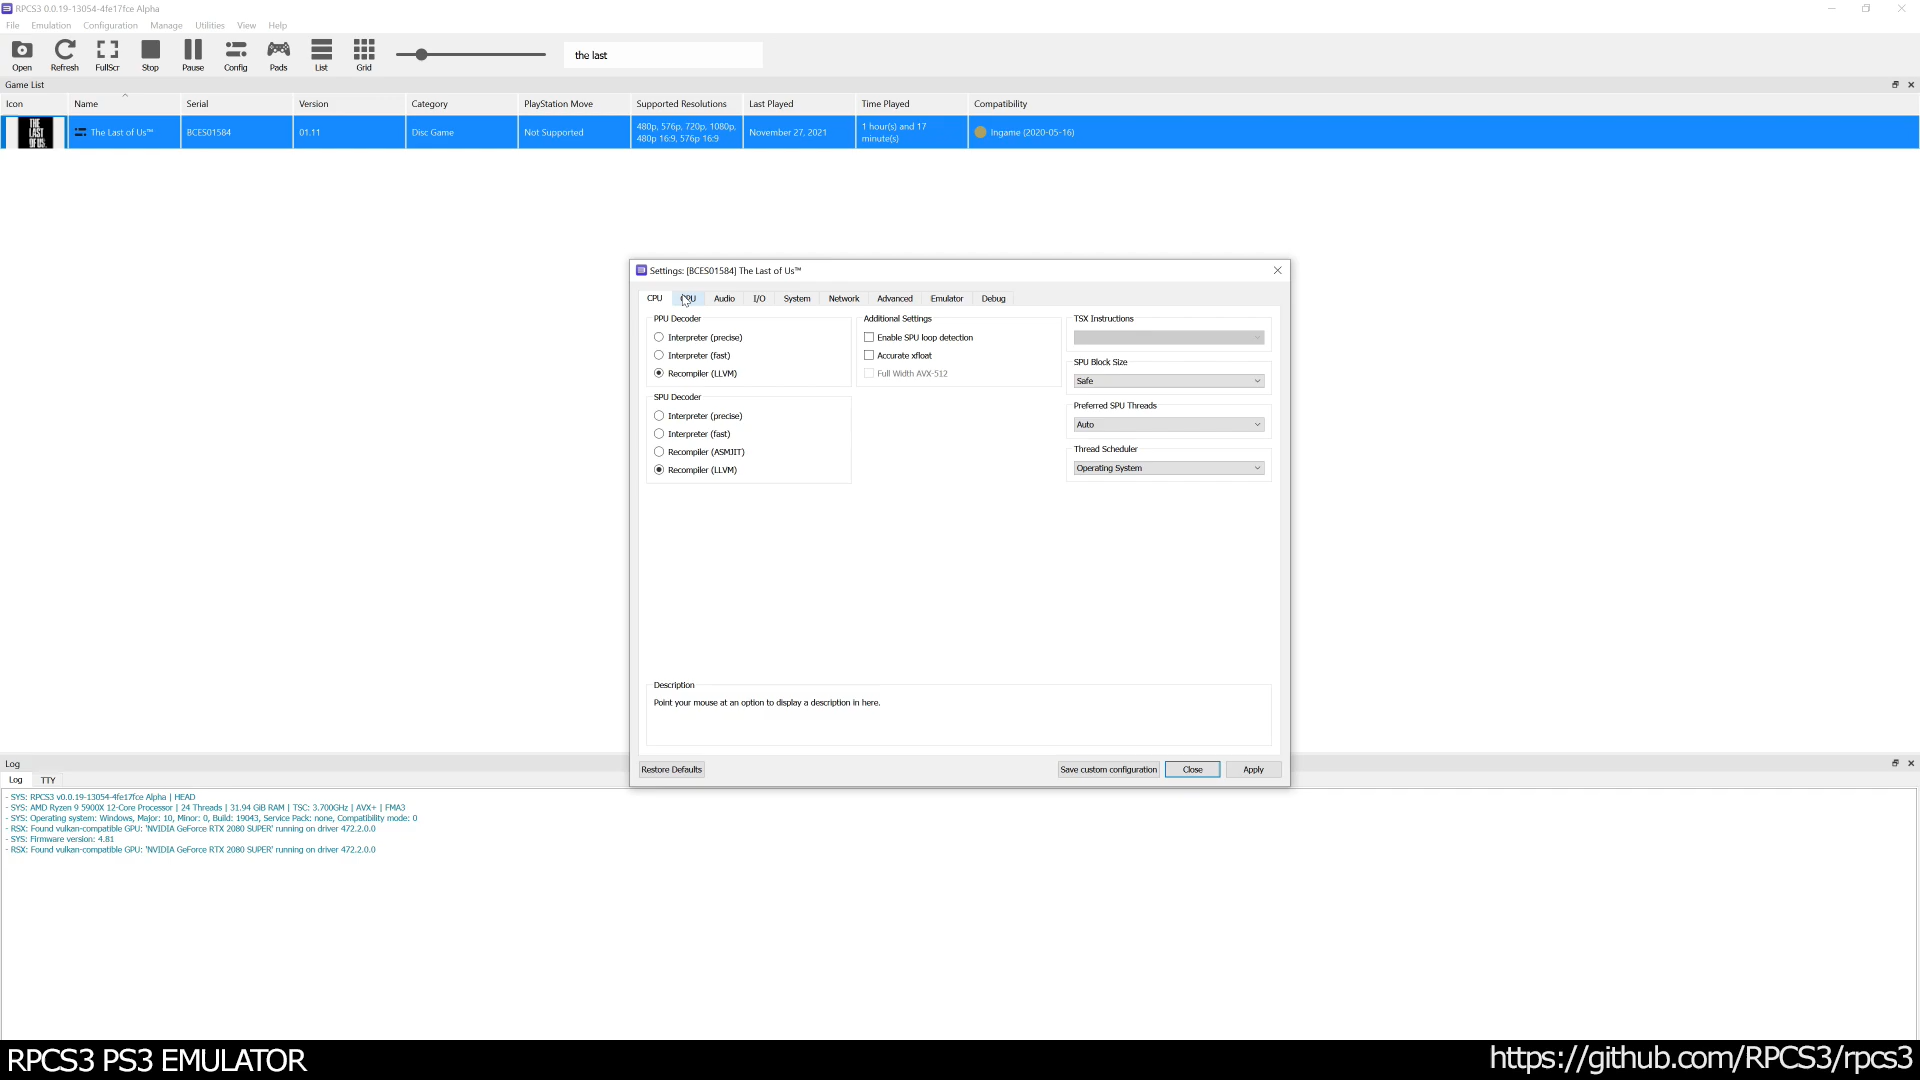 RPCS3 0.0.19-13054-4fe17fce Alpha
File Emulation Configuration Manage Utilities View Help
Open Refresh FullScr Stop Pause Config Pads List Grid the last
Game List
Icon Name Serial Version Category PlayStation Move Supported Resolutions Last Played Time Played Compatibility
THE LAST OF US. The Last of Us™ BCES01584 01.11 Disc Game Not Supported 480p, 576p, 720p, 1080p, November 27, 2021 1 hour(s) and 17 Ingame (2020-05-16)
480p 16:9, 576p 16:9 minute(s)
Settings: [BCES01584] The Last of Us™
CPU GPU Audio I/O System Network Advanced Emulator Debug
PPU Decoder Additional Settings TSX Instructions
Interpreter (precise) Enable SPU loop detection
Interpreter (fast) Accurate xfloat
Recompiler (LLVM) Full Width AVX-512
SPU Block Size
Safe
SPU Decoder
Preferred SPU Threads
Interpreter (precise)
Auto
Interpreter (fast)
Thread Scheduler
Recompiler (ASMJIT)
Recompiler (LLVM) Operating System
Description
Point your mouse at an option to display a description in here.
Restore Defaults Save custom configuration Close Apply
Log
Log TTY
- SYS: RPCS3 v0.0.19-13054-4fe17fce Alpha | HEAD
- SYS: AMD Ryzen 9 5900X 12-Core Processor | 24 Threads | 31.94 GiB RAM | TSC: 3.700GHz | AVX+ | FMA3
- SYS: Operating system: Windows, Major: 10, Minor: 0, Build: 19043, Service Pack: none, Compatibility mode: 0
- RSX: Found vulkan-compatible GPU: 'NVIDIA GeForce RTX 2080 SUPER' running on driver 472.2.0.0
- SYS: Firmware version: 4.81
- RSX: Found vulkan-compatible GPU: 'NVIDIA GeForce RTX 2080 SUPER' running on driver 472.2.0.0
RPCS3 PS3 EMULATOR https://github.com/RPCS3/rpcs3